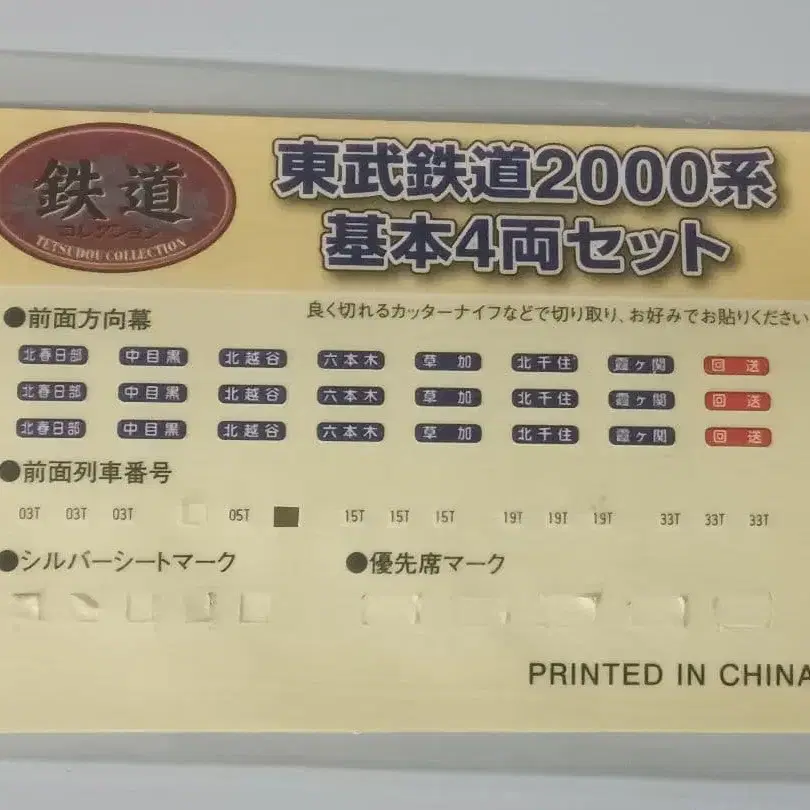 鉄道
コレクション
TETSUDOU COLLECTION
東武鉄道2000系
基本4両セット
●前面方向幕
良く切れるカッターナイフなどで切り取り、お好みでお貼りください
北春日部 中目黒 北越谷 六本木 草加 北千住 霞ヶ関 回送
北春日部 中目黒 北越谷 六本木 草加 北千住 霞ヶ関 回送
北春日部 中目黒 北越谷 六本木 草加 北千住 霞ヶ関 回送
●前面列車番号
03T 03T 03T 05T 15T 15T 15T 19T 19T 19T 33T 33T 33T
●シルバーシートマーク
●優先席マーク
PRINTED IN CHINA